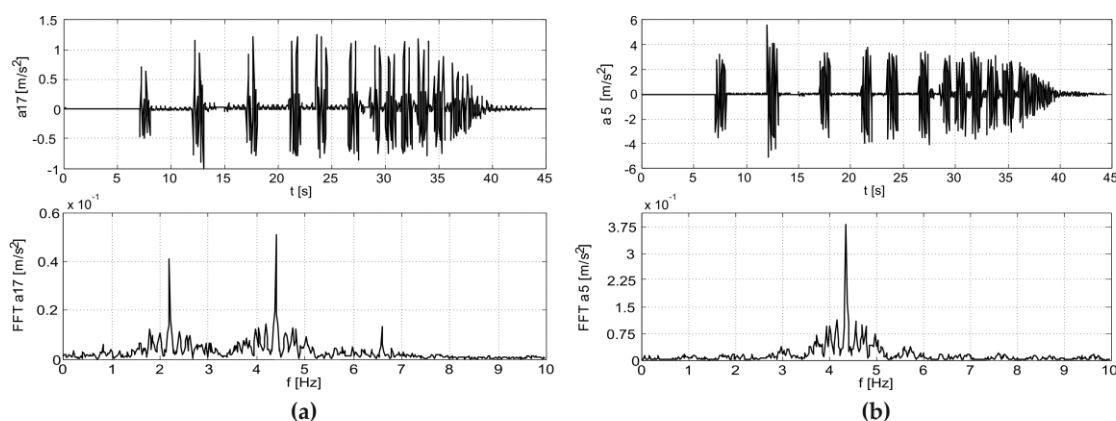 a17 [m/s²]
1.5
1
0.5
0
-0.5
-1
0 5 10 15 20 25 30 35 40 45
t [s]
x 10⁻¹
FFT a17 [m/s²]
0.6
0.4
0.2
0
0 1 2 3 4 5 6 7 8 9 10
f [Hz]
(a)
a 5 [m/s²]
6
4
2
0
-2
-4
-6
0 5 10 15 20 25 30 35 40 45
t [s]
x 10⁻¹
FFT a 5 [m/s²]
3.75
3
2.25
1.5
0.75
0
0 1 2 3 4 5 6 7 8 9 10
f [Hz]
(b)